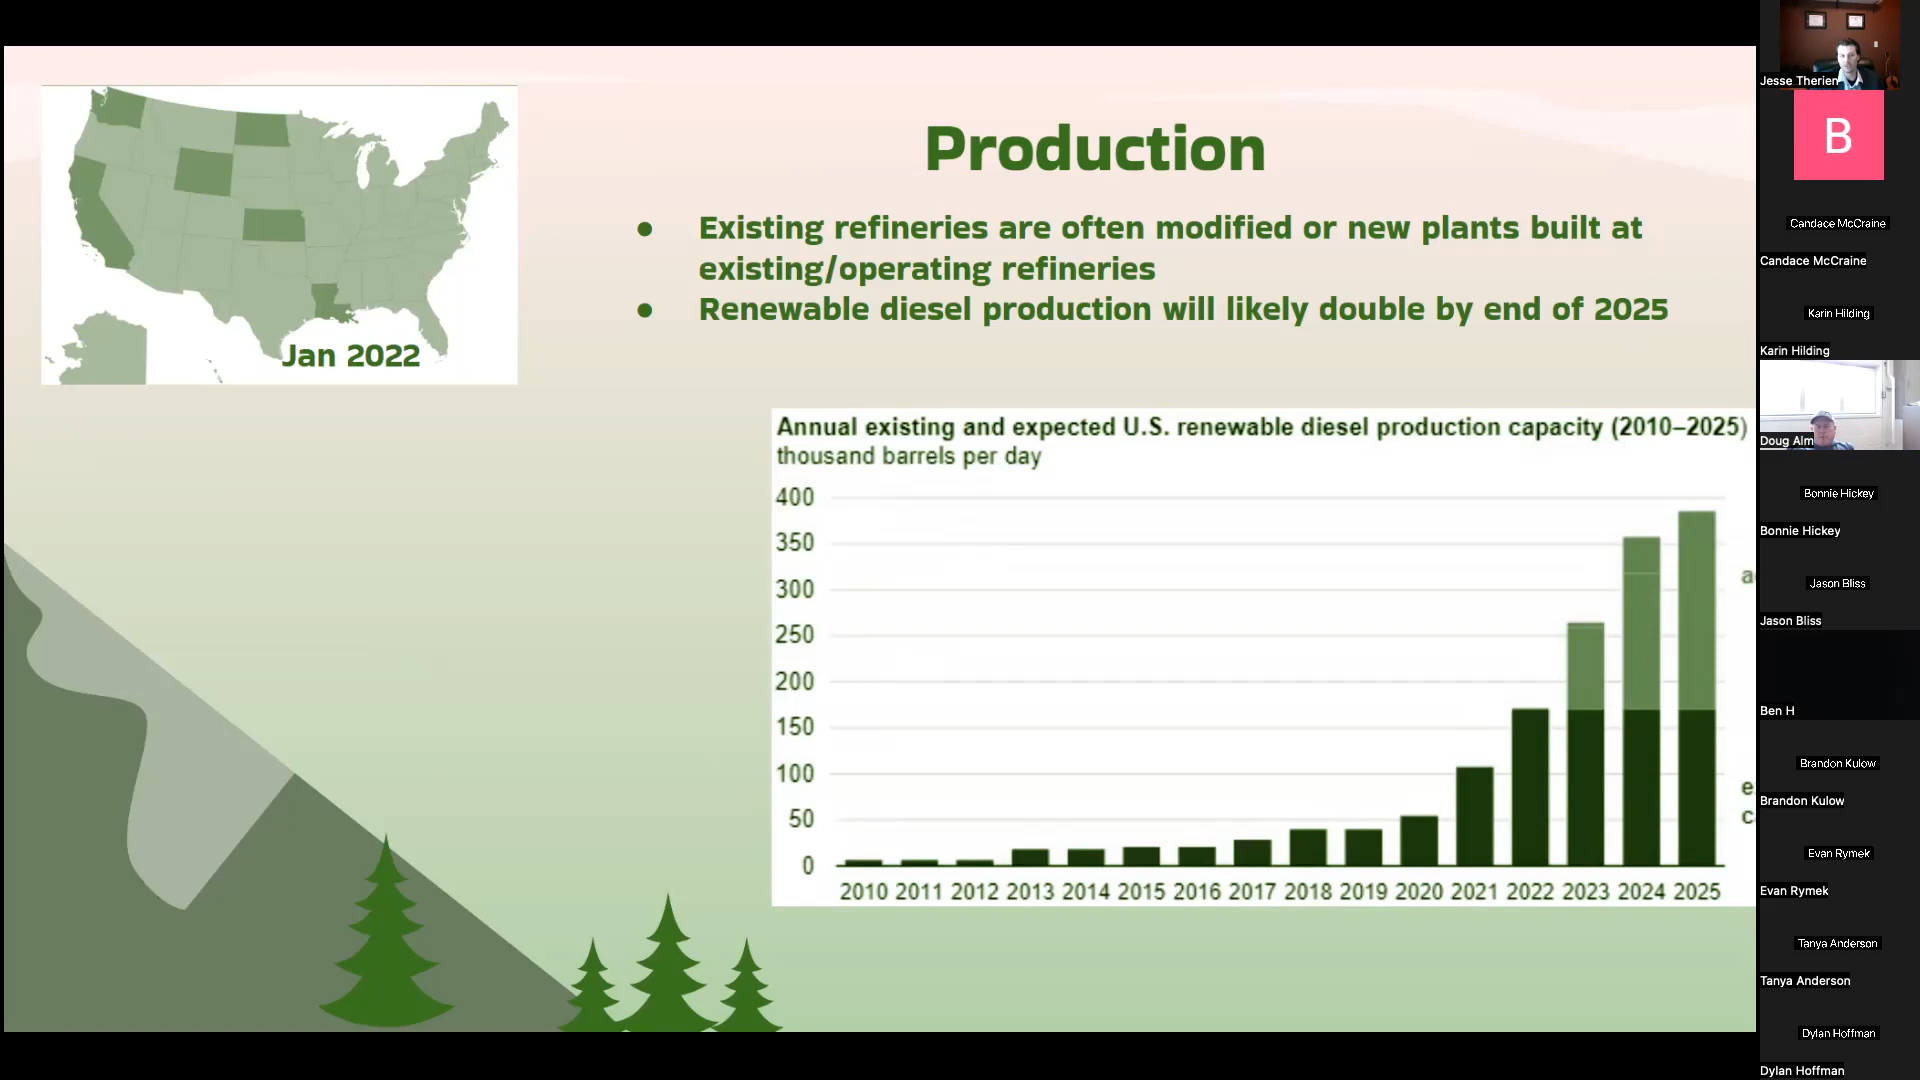 Production
● Existing refineries are often modified or new plants built at
existing/operating refineries
● Renewable diesel production will likely double by end of 2025
Jan 2022
Annual existing and expected U.S. renewable diesel production capacity (2010–2025)
thousand barrels per day
400
350
300
250
200
150
100
50
0
2010 2011 2012 2013 2014 2015 2016 2017 2018 2019 2020 2021 2022 2023 2024 2025
Jesse Therien
B
Candace McCraine
Candace McCraine
Karin Hilding
Karin Hilding
Doug Alm
Bonnie Hickey
Bonnie Hickey
Jason Bliss
Jason Bliss
Ben H
Brandon Kulow
Brandon Kulow
Evan Rymek
Evan Rymek
Tanya Anderson
Tanya Anderson
Dylan Hoffman
Dylan Hoffman